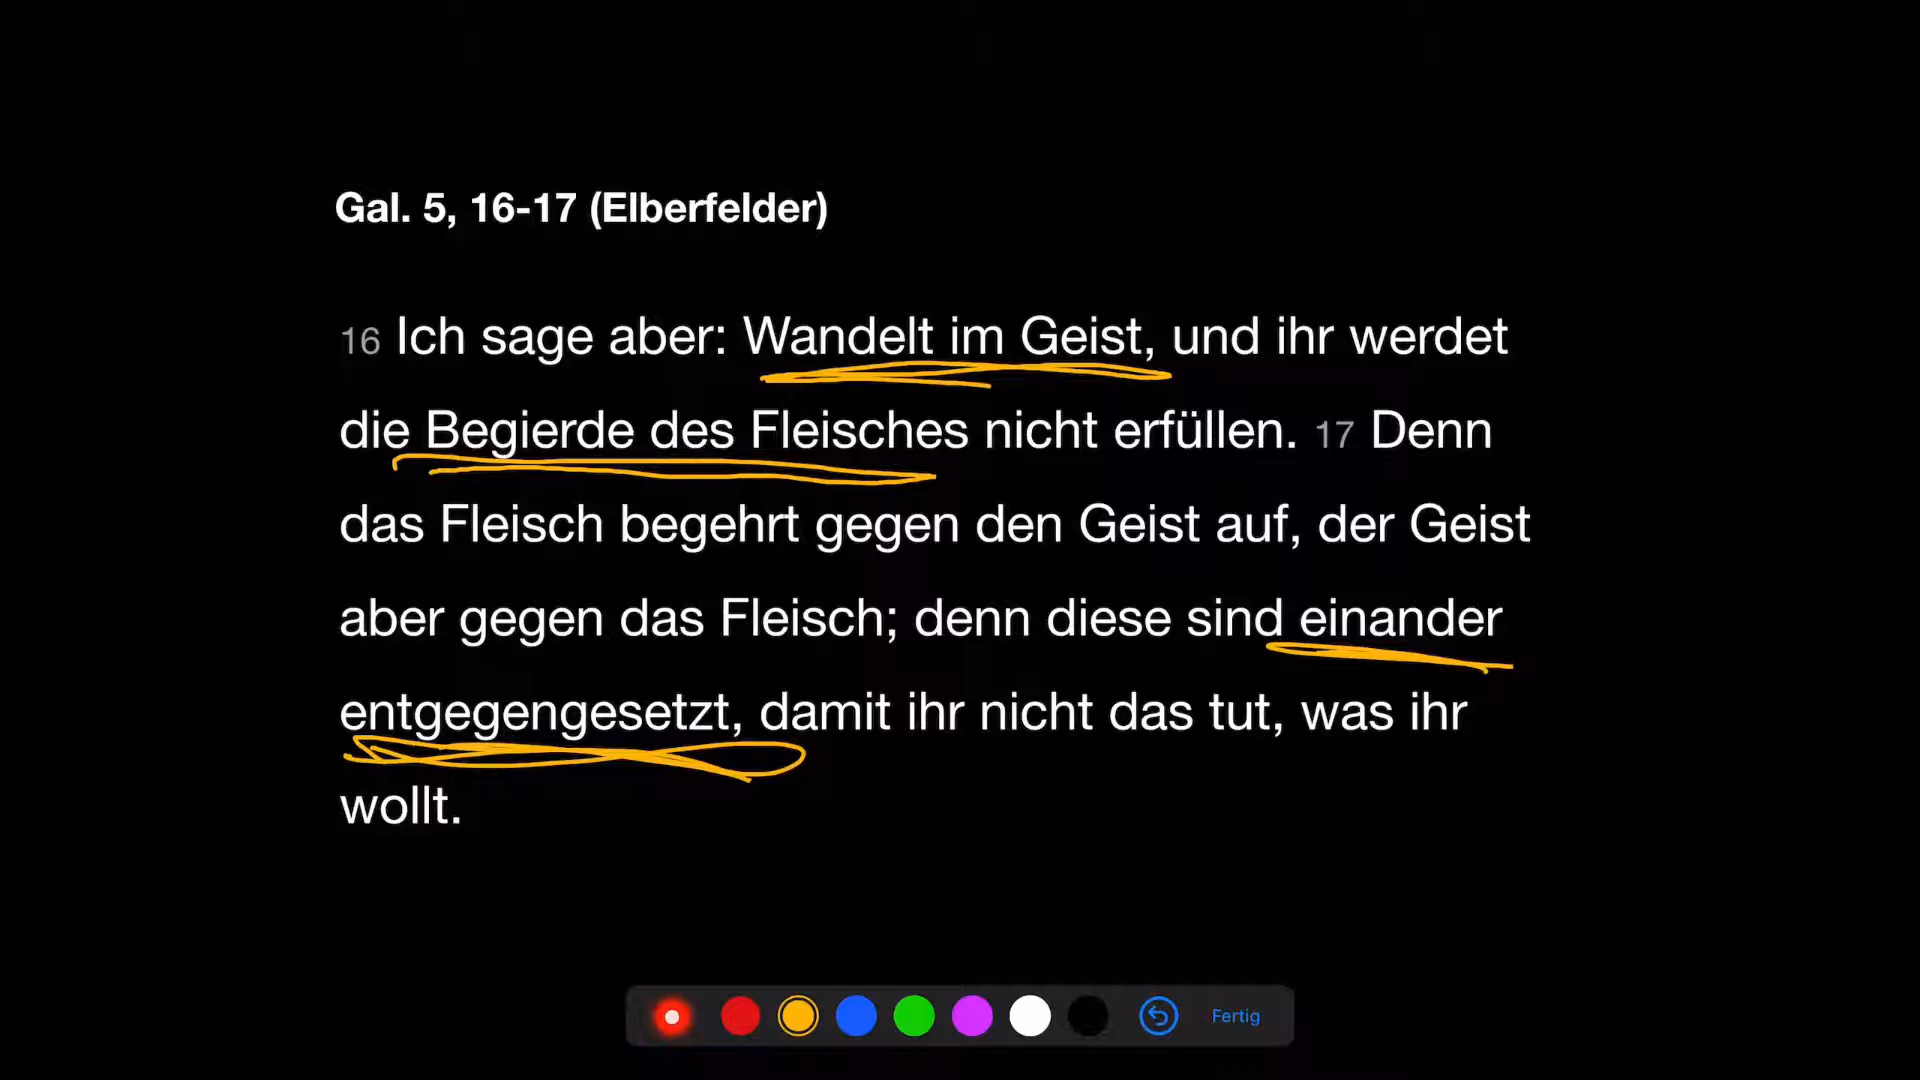 Gal. 5, 16-17 (Elberfelder)
16 Ich sage aber: Wandelt im Geist, und ihr werdet
die Begierde des Fleisches nicht erfüllen. 17 Denn
das Fleisch begehrt gegen den Geist auf, der Geist
aber gegen das Fleisch; denn diese sind einander
entgegengesetzt, damit ihr nicht das tut, was ihr
wollt.
Fertig